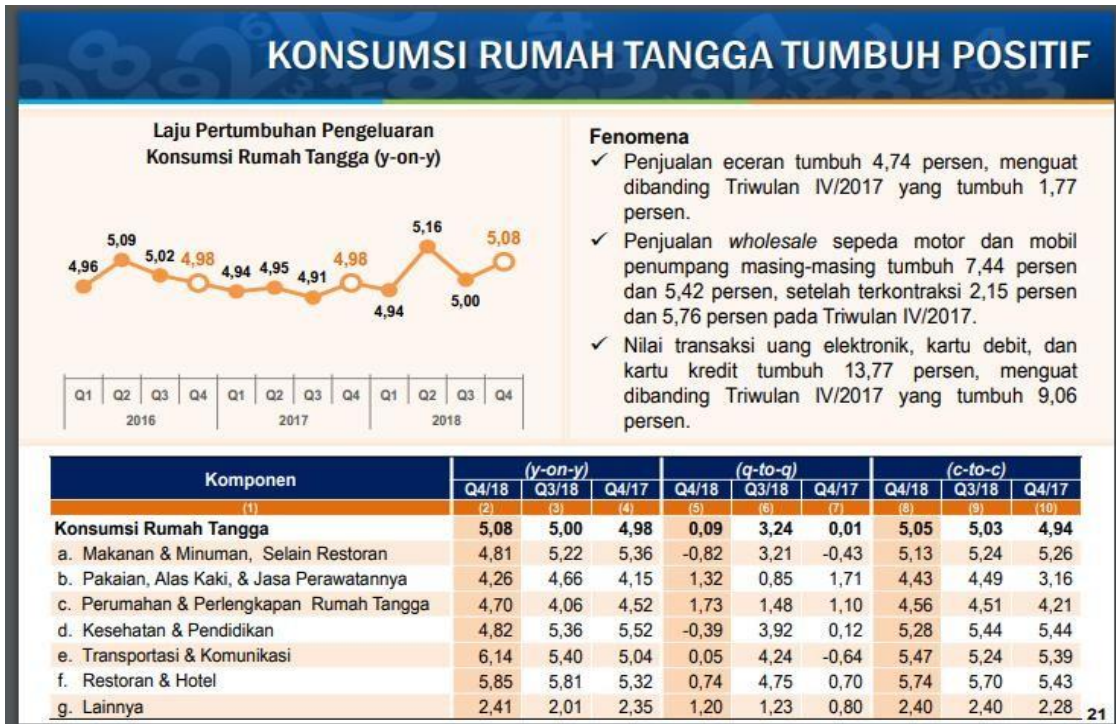 KONSUMSI RUMAH TANGGA TUMBUH POSITIF
Laju Pertumbuhan Pengeluaran
Konsumsi Rumah Tangga (y-on-y)
4,96
5,09
5,02
4,98
4,94
4,95
4,91
4,98
4,94
5,16
5,00
5,08
Q1 Q2 Q3 Q4 Q1 Q2 Q3 Q4 Q1 Q2 Q3 Q4
2016 2017 2018
Fenomena
✓ Penjualan eceran tumbuh 4,74 persen, menguat
dibanding Triwulan IV/2017 yang tumbuh 1,77
persen.
✓ Penjualan wholesale sepeda motor dan mobil
penumpang masing-masing tumbuh 7,44 persen
dan 5,42 persen, setelah terkontraksi 2,15 persen
dan 5,76 persen pada Triwulan IV/2017.
✓ Nilai transaksi uang elektronik, kartu debit, dan
kartu kredit tumbuh 13,77 persen, menguat
dibanding Triwulan IV/2017 yang tumbuh 9,06
persen.
Komponen (y-on-y) (q-to-q) (c-to-c)
Q4/18 Q3/18 Q4/17 Q4/18 Q3/18 Q4/17 Q4/18 Q3/18 Q4/17
(1) (2) (3) (4) (5) (6) (7) (8) (9) (10)
Konsumsi Rumah Tangga 5,08 5,00 4,98 0,09 3,24 0,01 5,05 5,03 4,94
a. Makanan & Minuman, Selain Restoran 4,81 5,22 5,36 -0,82 3,21 -0,43 5,13 5,24 5,26
b. Pakaian, Alas Kaki, & Jasa Perawatannya 4,26 4,66 4,15 1,32 0,85 1,71 4,43 4,49 3,16
c. Perumahan & Perlengkapan Rumah Tangga 4,70 4,06 4,52 1,73 1,48 1,10 4,56 4,51 4,21
d. Kesehatan & Pendidikan 4,82 5,36 5,52 -0,39 3,92 0,12 5,28 5,44 5,44
e. Transportasi & Komunikasi 6,14 5,40 5,04 0,05 4,24 -0,64 5,47 5,24 5,39
f. Restoran & Hotel 5,85 5,81 5,32 0,74 4,75 0,70 5,74 5,70 5,43
g. Lainnya 2,41 2,01 2,35 1,20 1,23 0,80 2,40 2,40 2,28
21